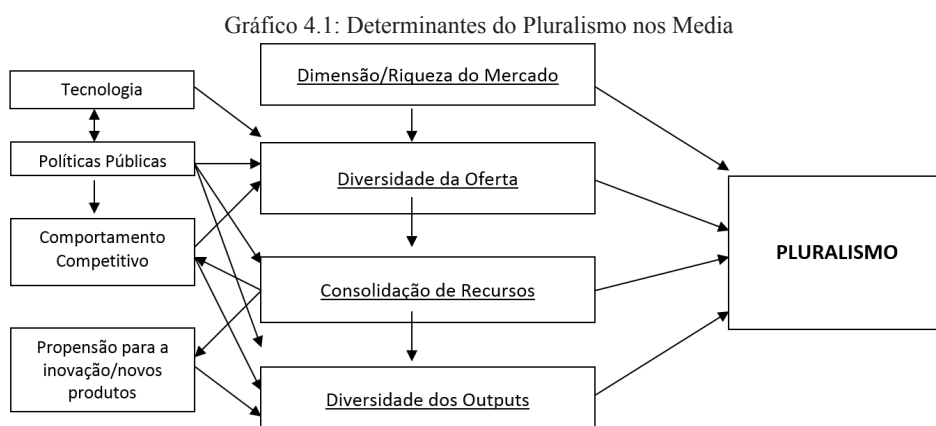 Gráfico 4.1: Determinantes do Pluralismo nos Media
Dimensão/Riqueza do Mercado
Tecnologia
Políticas Públicas
Diversidade da Oferta
Comportamento
Competitivo
PLURALISMO
Consolidação de Recursos
Propensão para a
inovação/novos
produtos
Diversidade dos Outputs